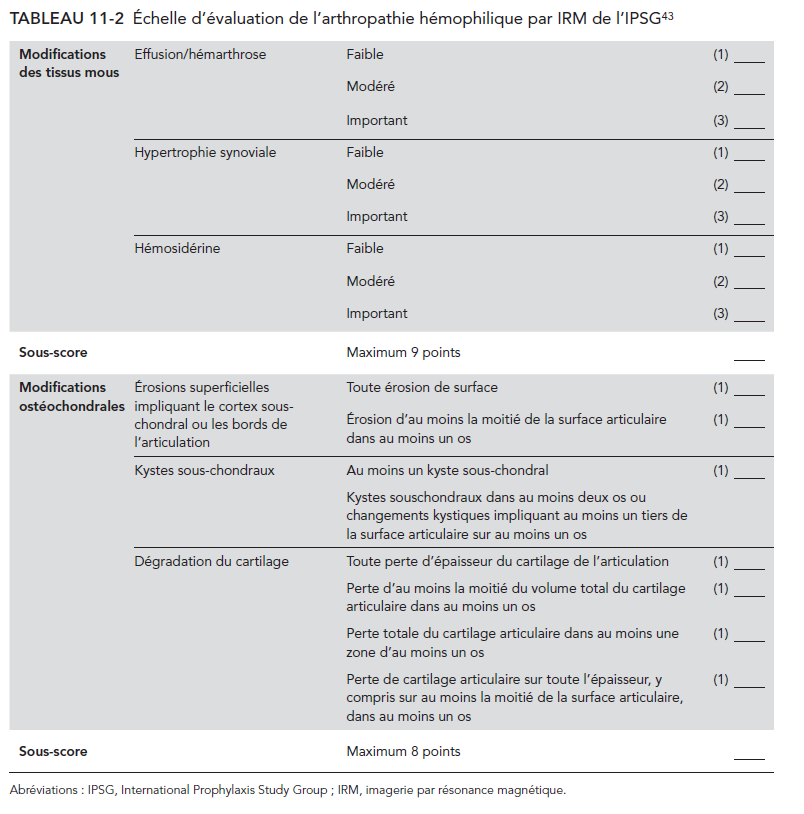 TABLEAU 11-2 Échelle d’évaluation de l’arthropathie hémophilique par IRM de l’IPSG43
Modifications des tissus mous Effusion/hémarthrose Faible (1) ____
Modéré (2) ____
Important (3) ____
Hypertrophie synoviale Faible (1) ____
Modéré (2) ____
Important (3) ____
Hémosidérine Faible (1) ____
Modéré (2) ____
Important (3) ____
Sous-score Maximum 9 points ____
Modifications ostéochondrales
Érosions superficielles
impliquant le cortex sous-
chondral ou les bords de
l’articulation
Toute érosion de surface (1) ____
Érosion d’au moins la moitié de la surface articulaire (1) ____
dans au moins un os
Kystes sous-chondraux Au moins un kyste sous-chondral (1) ____
Kystes souschondraux dans au moins deux os ou
changements kystiques impliquant au moins un tiers de
la surface articulaire sur au moins un os
Dégradation du cartilage Toute perte d’épaisseur du cartilage de l’articulation (1) ____
Perte d’au moins la moitié du volume total du cartilage (1) ____
articulaire dans au moins un os
Perte totale du cartilage articulaire dans au moins une (1) ____
zone d’au moins un os
Perte de cartilage articulaire sur toute l’épaisseur, y (1) ____
compris sur au moins la moitié de la surface articulaire,
dans au moins un os
Sous-score Maximum 8 points ____
Abréviations : IPSG, International Prophylaxis Study Group ; IRM, imagerie par résonance magnétique.